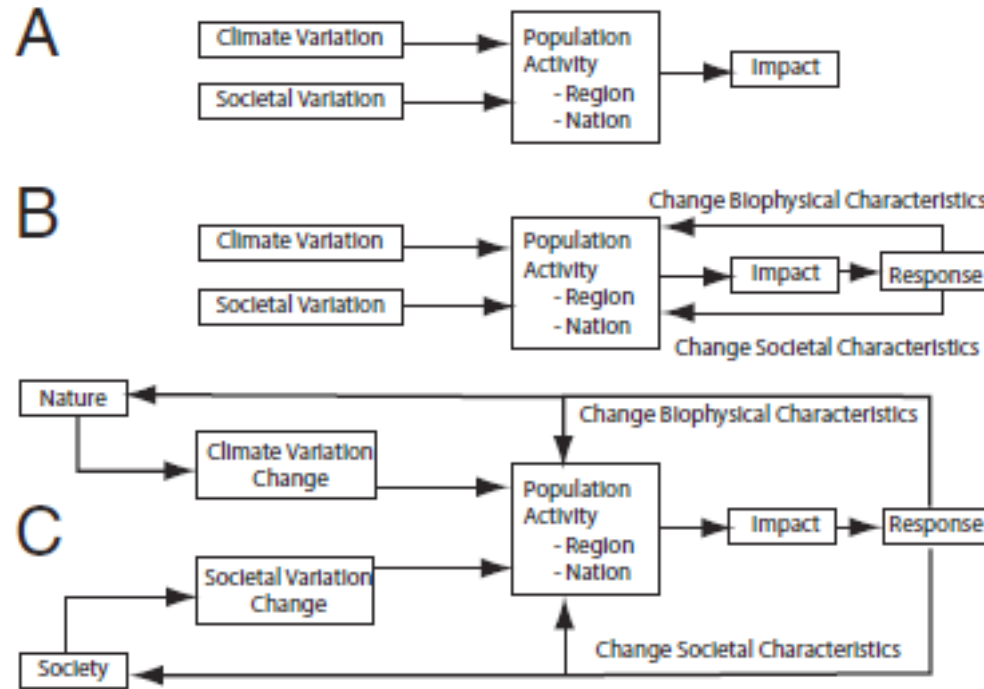 A
Climate Variation
Societal Variation
Population
Activity
- Region
- Nation
Impact
B
Climate Variation
Societal Variation
Population
Activity
- Region
- Nation
Change Biophysical Characteristics
Impact
Response
Change Societal Characteristics
C
Nature
Climate Variation
Change
Societal Variation
Change
Society
Population
Activity
- Region
- Nation
Change Biophysical Characteristics
Impact
Response
Change Societal Characteristics